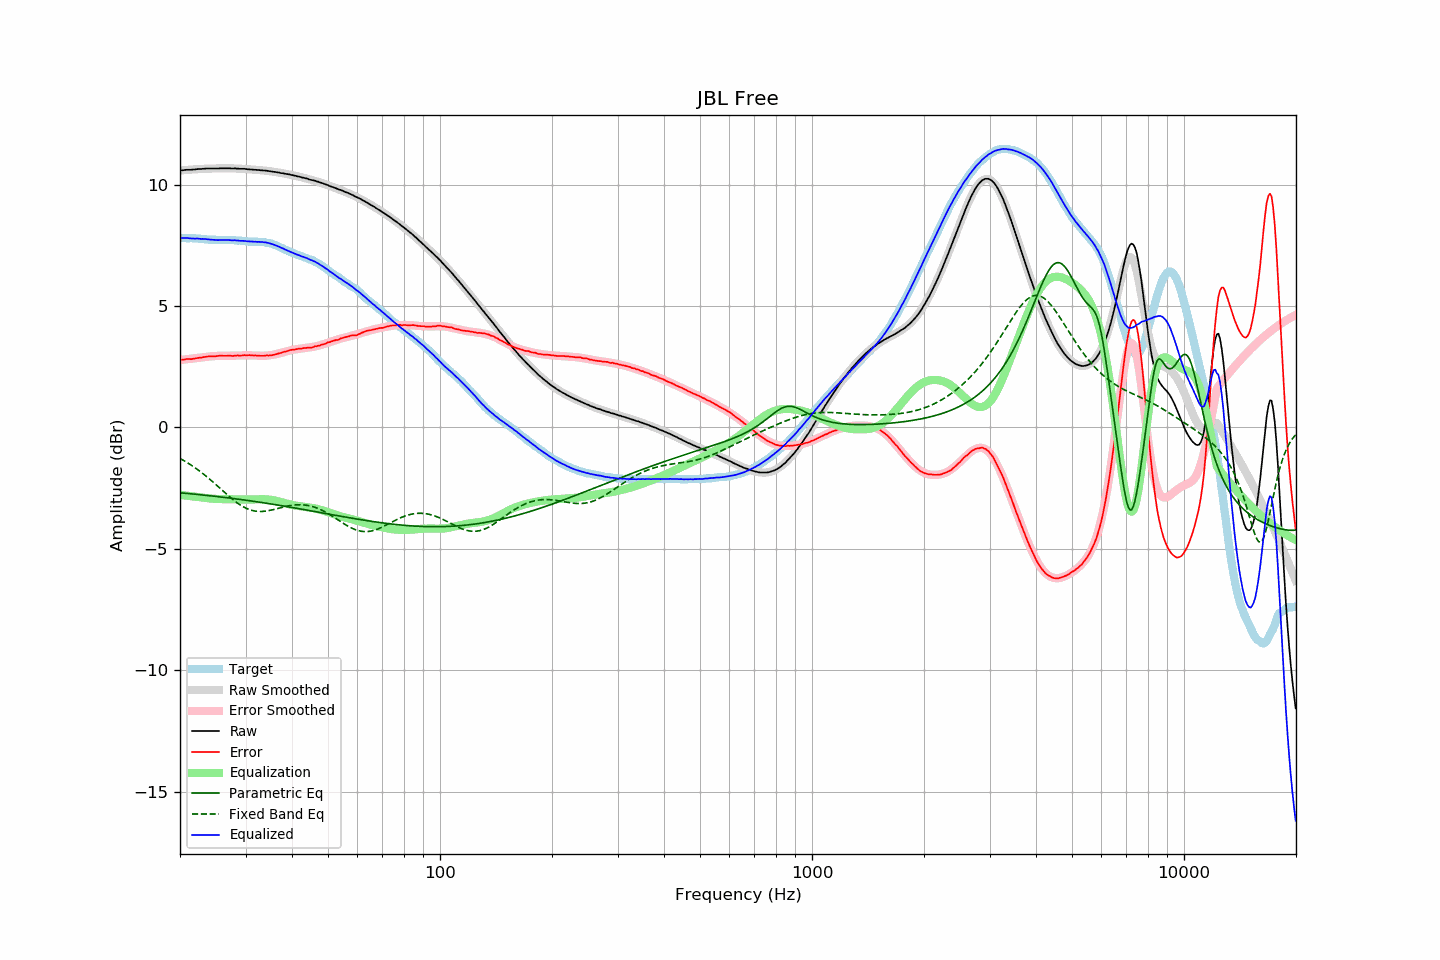 JBL Free
Amplitude (dBr)
10
5
0
−5
−10
−15
Target
Raw Smoothed
Error Smoothed
Raw
Error
Equalization
Parametric Eq
Fixed Band Eq
Equalized
100
1000
10000
Frequency (Hz)